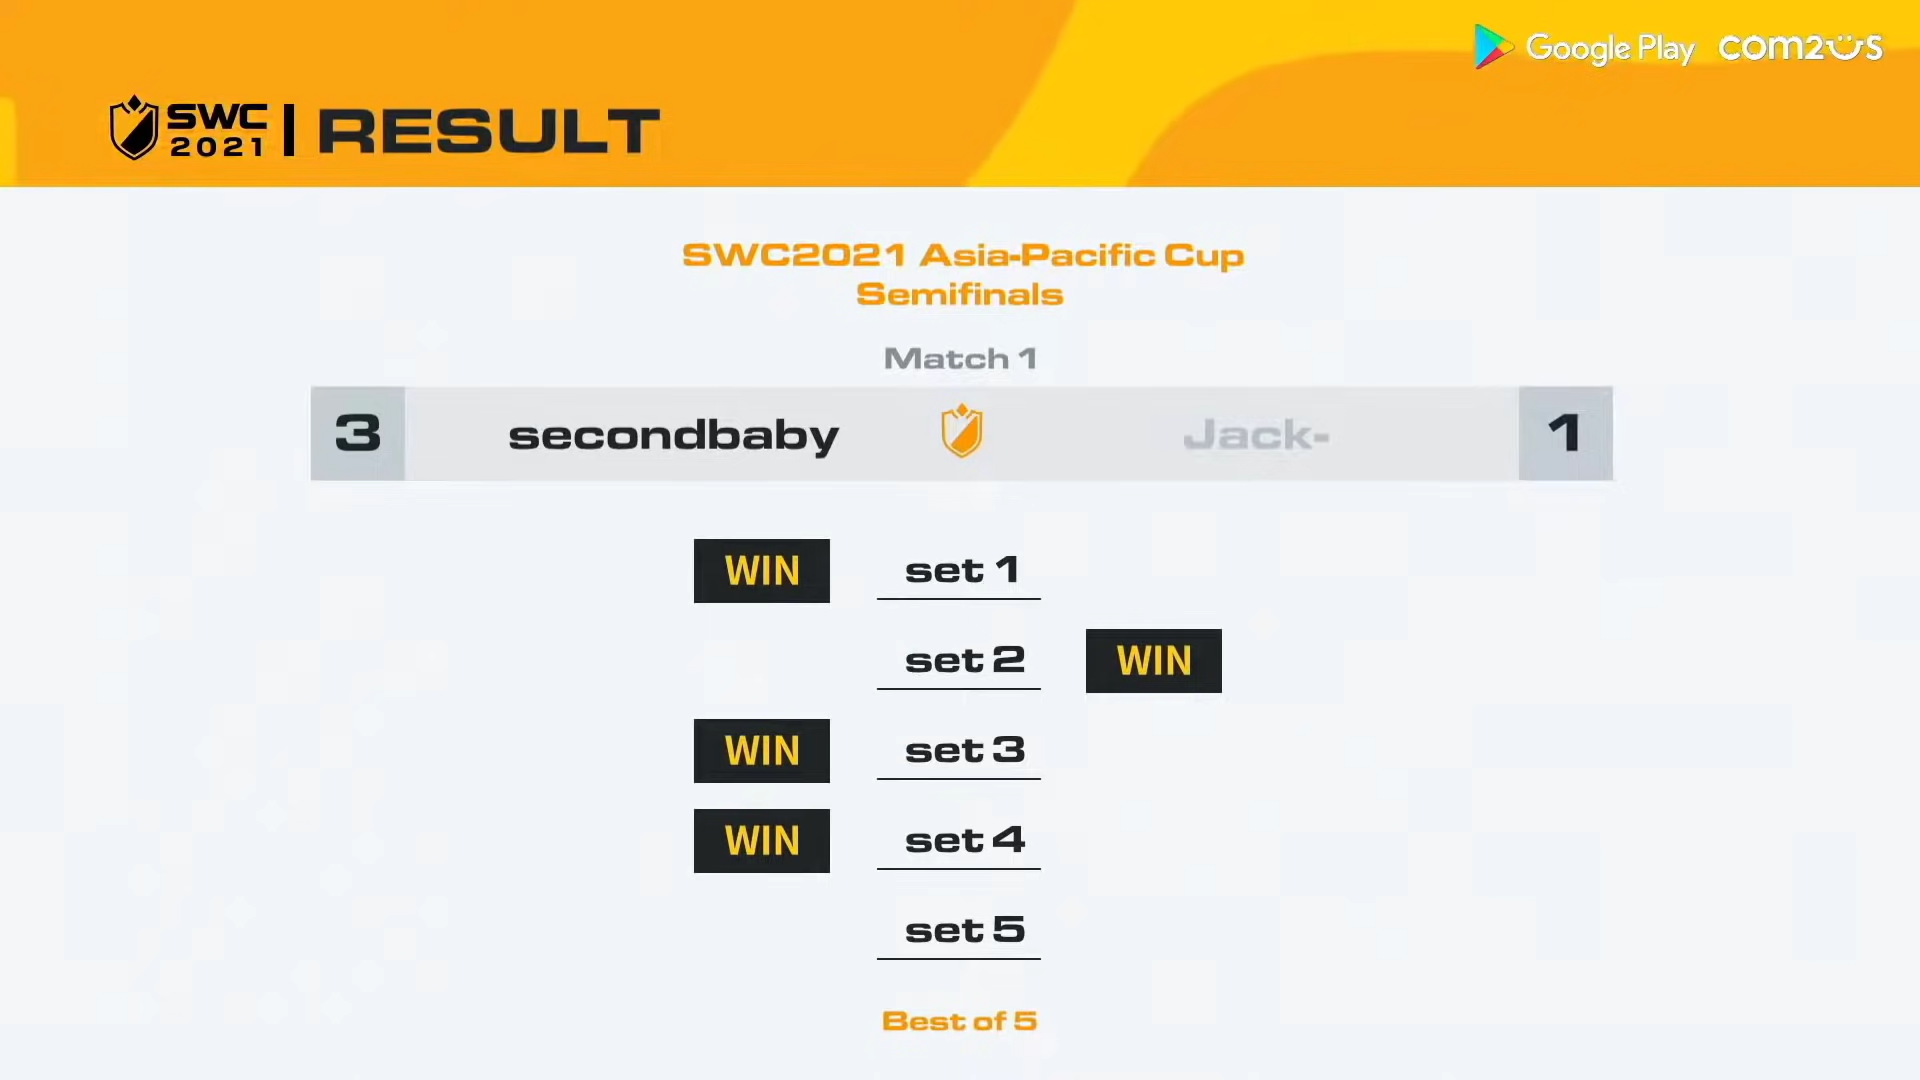 Google Play com2us
SWC 2021 | RESULT
SWC2021 Asia-Pacific Cup
Semifinals
Match 1
3 secondbaby Jack- 1
WIN set 1
set 2 WIN
WIN set 3
WIN set 4
set 5
Best of 5